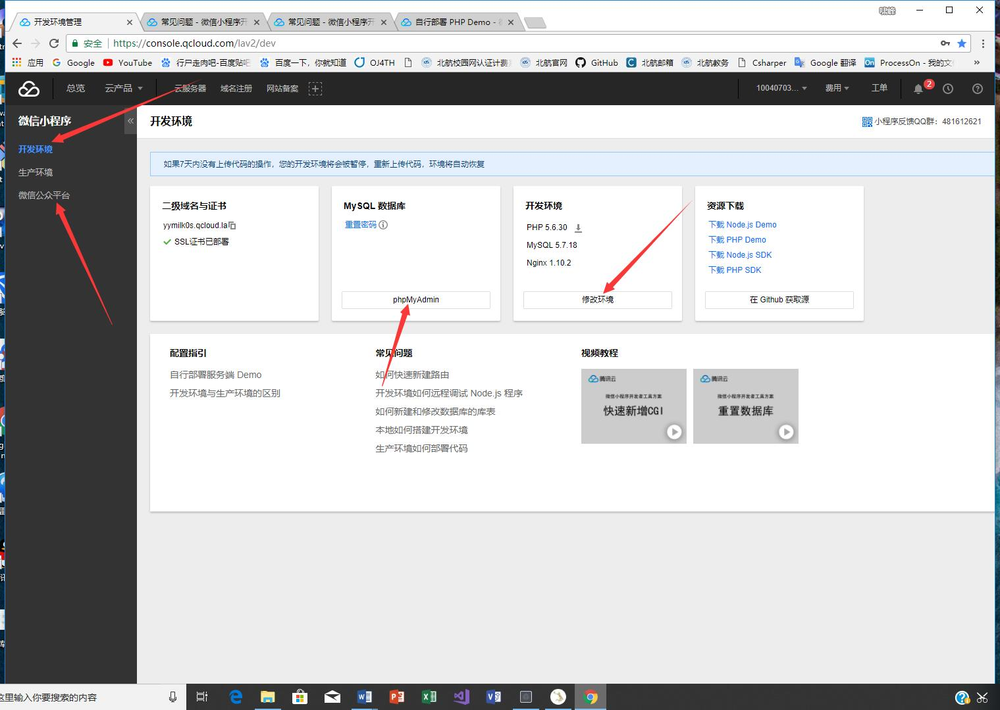 瑛峰
开发环境管理
常见问题 - 微信小程序开
常见问题 - 微信小程序开
自行部署 PHP Demo -
安全
https://console.qcloud.com/lav2/dev
应用
Google
YouTube
行尸走肉吧-百度贴吧
百度一下，你就知道
OJ4TH
北航校园网认证计费
北航官网
GitHub
北航邮箱
北航教务
Csharper
Google 翻译
On
ProcessOn - 我的文
»
总览
云产品
云服务器
域名注册
网站备案
10040703...
费用
工单
2
微信小程序
«
开发环境
小程序反馈QQ群：481612621
开发环境
生产环境
微信公众平台
如果7天内没有上传代码的操作，您的开发环境将会被暂停，重新上传代码，环境将自动恢复
二级域名与证书
yymilk0s.qcloud.la
SSL证书已部署
MySQL 数据库
重置密码
phpMyAdmin
开发环境
PHP 5.6.30
MySQL 5.7.18
Nginx 1.10.2
修改环境
资源下载
下载 Node.js Demo
下载 PHP Demo
下载 Node.js SDK
下载 PHP SDK
在 Github 获取源
配置指引
自行部署服务端 Demo
开发环境与生产环境的区别
常见问题
如何快速新建路由
开发环境如何远程调试 Node.js 程序
如何新建和修改数据库的库表
本地如何搭建开发环境
生产环境如何部署代码
视频教程
腾讯云
微信小程序开发者工具方案
快速新增CGI
腾讯云
微信小程序开发者工具方案
重置数据库
这里输入你要搜索的内容